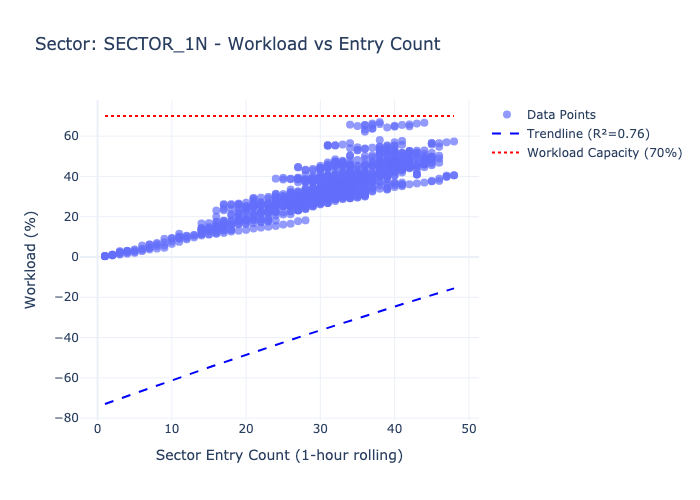 Sector: SECTOR_1N - Workload vs Entry Count
Data Points
Trendline (R²=0.76)
Workload Capacity (70%)
Workload (%)
60
40
20
0
−20
−40
−60
−80
0
10
20
30
40
50
Sector Entry Count (1-hour rolling)